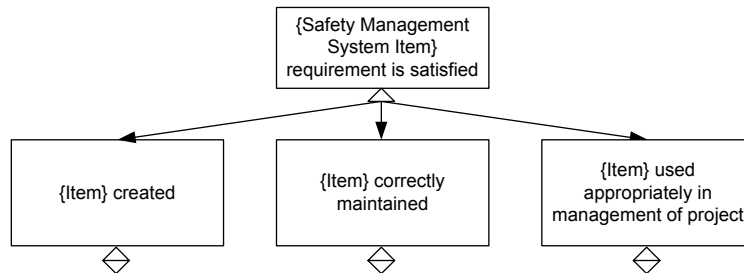 {Safety Management
System Item}
requirement is satisfied
{Item} created
{Item} correctly
maintained
{Item} used
appropriately in
management of project